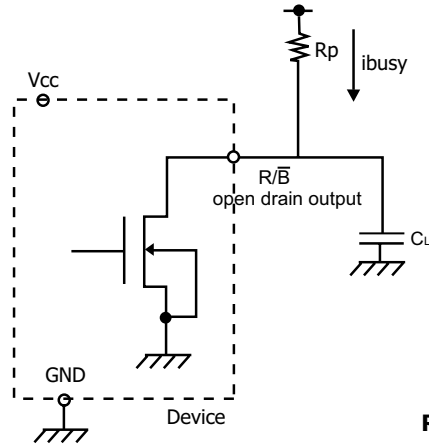 Rp
ibusy
Vcc
R/B̅
open drain output
CL
GND
Device